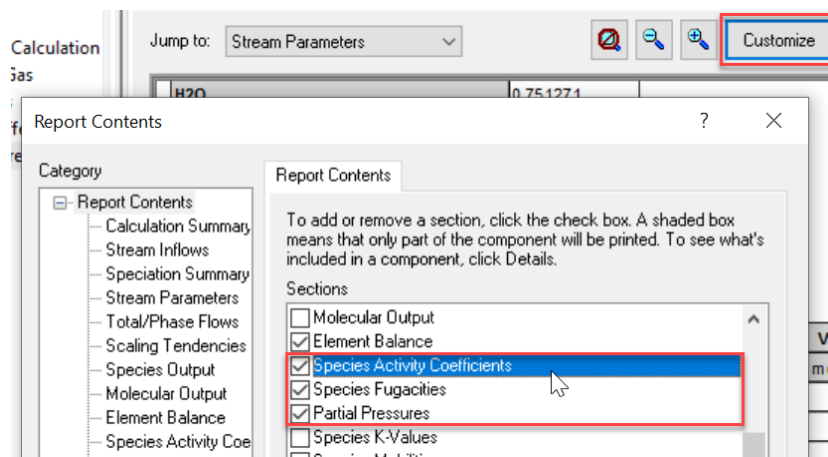 Calculation
Gas
Jump to: Stream Parameters
Customize
H2O 0.751271
Report Contents ?
Category
Report Contents
Calculation Summary
Stream Inflows
Speciation Summary
Stream Parameters
Total/Phase Flows
Scaling Tendencies
Species Output
Molecular Output
Element Balance
Species Activity Coe
Report Contents
To add or remove a section, click the check box. A shaded box
means that only part of the component will be printed. To see what's
included in a component, click Details.
Sections
Molecular Output
Element Balance
Species Activity Coefficients
Species Fugacities
Partial Pressures
Species K-Values